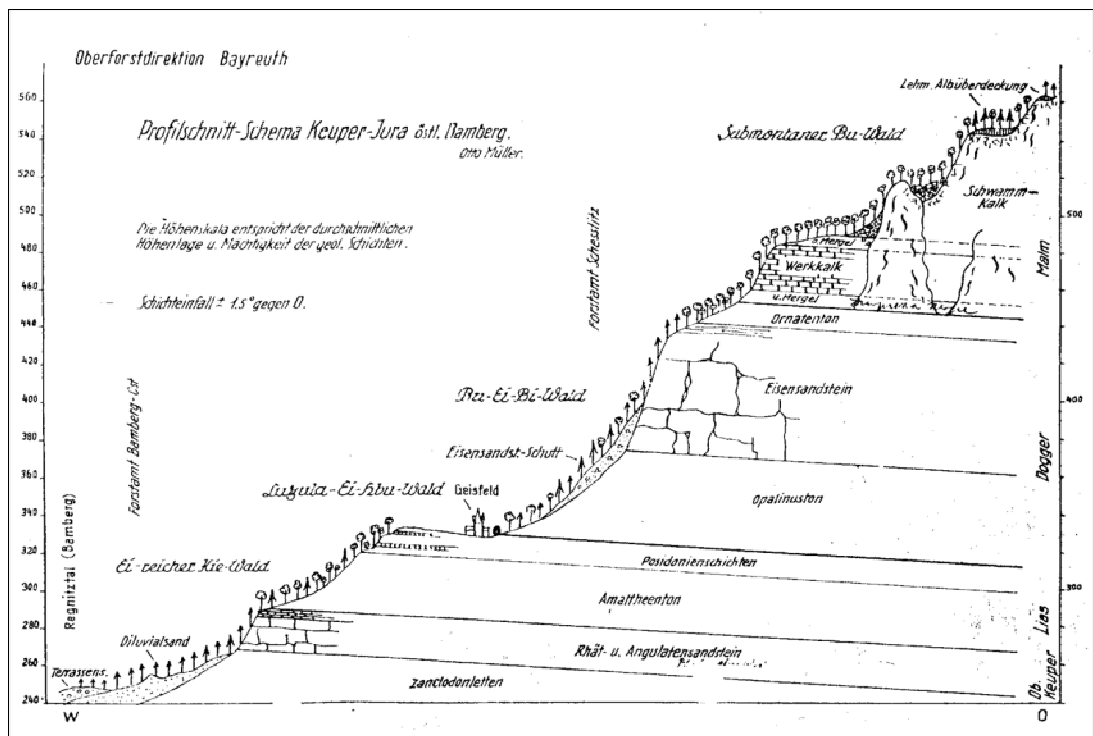 Oberforstdirektion Bayreuth
Profilschnitt-Schema Keuper-Jura östl. Bamberg.
Otto Müller.
Die Höhenskala entspricht der durchschnittlichen
Höhenlage u. Mächtigkeit der geol. Schichten.
Schichteinfall ± 1.5° gegen O.
560
540
520
500
480
460
440
420
400
380
360
340
320
300
280
260
240
Regnitztal (Bamberg)
Forstamt Bamberg-Ost
Forstamt Schesslitz
Lehm. Albüberdeckung
Submontaner Bu-Wald
Schwamm-
Kalk
o. Mergel
Werkkalk
u. Mergel
Ornatenton
Bu-Ei-Bi-Wald
Eisensandstein
Eisensandst-Schutt
Luzula-Ei-Hbu-Wald
Geisfeld
Opalinuston
Posidonienschichten
Ei-reicher Kie-Wald
Amaltheenton
Diluvialsand
Rhät- u. Angulatensandstein
Terrassens.
Zanclodonletten
500
Malm
400
Dogger
300
Lias
Ob. Keuper
W
O